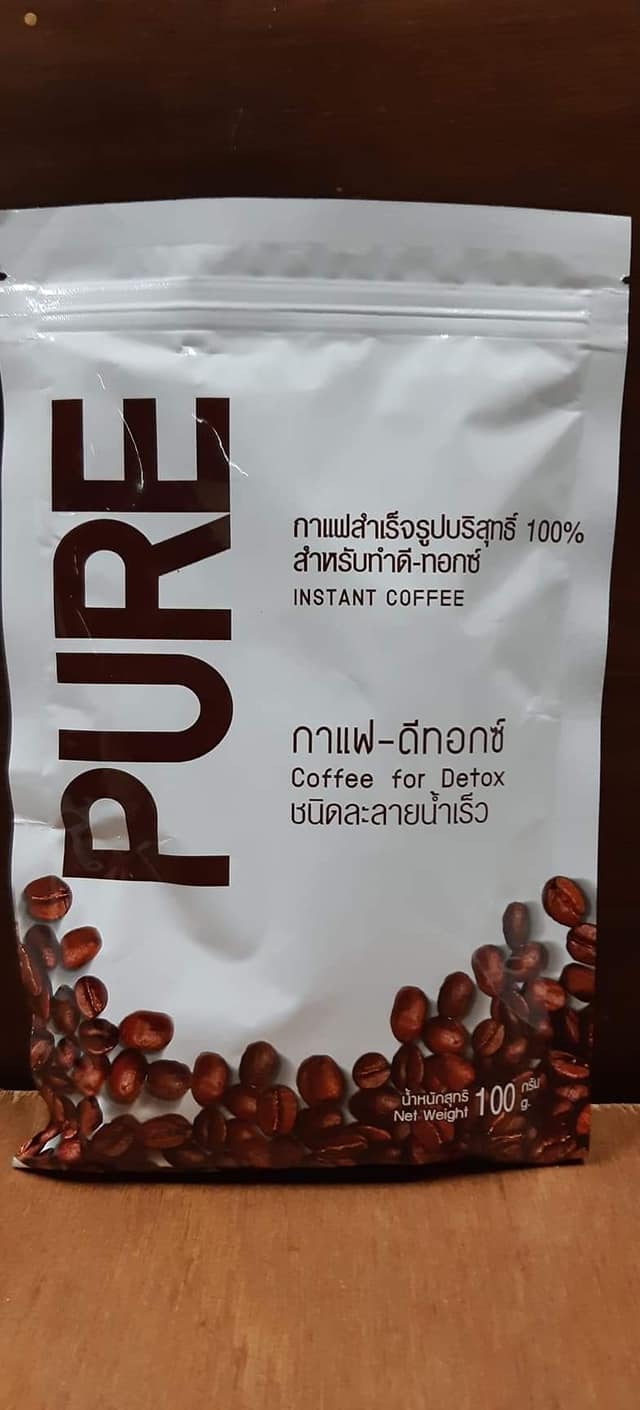 PURE
กาแฟสำเร็จรูปบริสุทธิ์ 100%
สำหรับทำดี-ทอกซ์
INSTANT COFFEE
กาแฟ-ดีทอกซ์
Coffee for Detox
ชนิดละลายน้ำเร็ว
น้ำหนักสุทธิ 100 กรัม
Net Weight g.